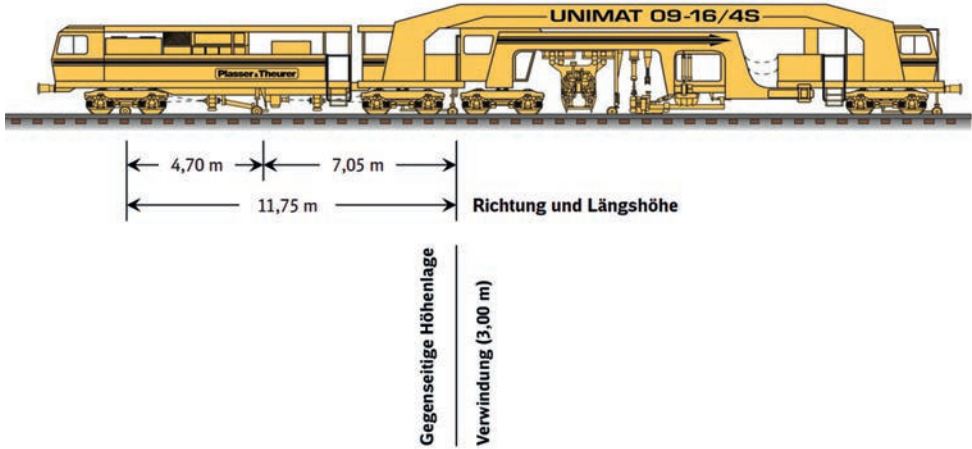 UNIMAT 09-16/4S
Plasser & Theurer
4,70 m
7,05 m
11,75 m
Richtung und Längshöhe
Gegenseitige Höhenlage
Verwindung (3,00 m)